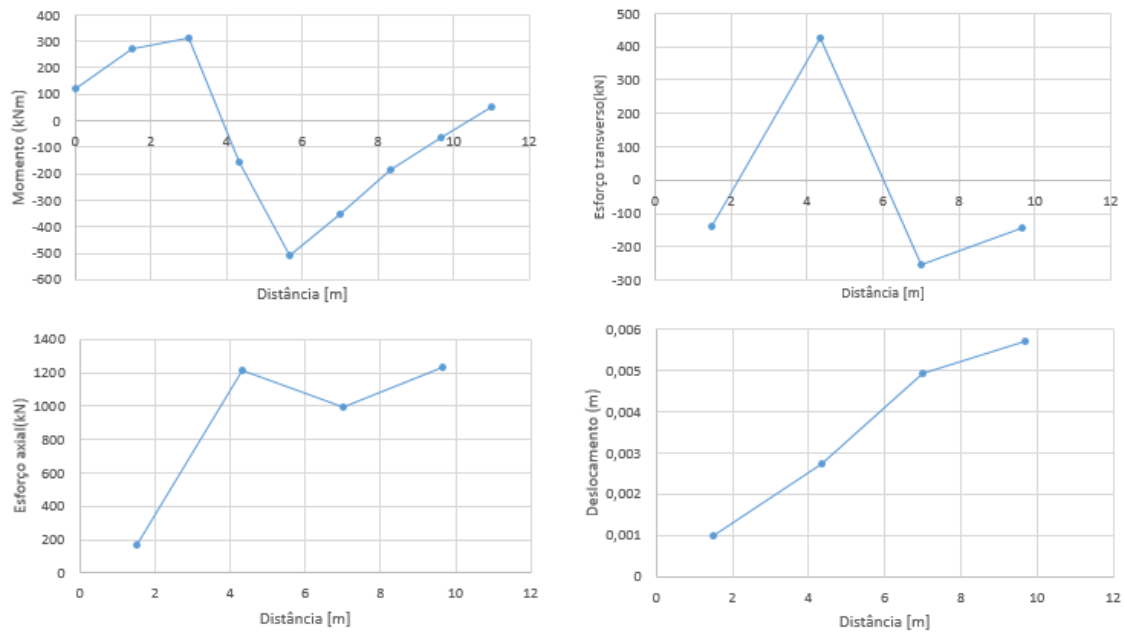 Momento (kNm)
400
300
200
100
0
-100
-200
-300
-400
-500
-600
0 2 4 6 8 10 12
Distância [m]
Esforço transverso(kN)
500
400
300
200
100
0
-100
-200
-300
0 2 4 6 8 10 12
Distância [m]
Esforço axial(kN)
1400
1200
1000
800
600
400
200
0
0 2 4 6 8 10 12
Distância [m]
Deslocamento (m)
0,006
0,005
0,004
0,003
0,002
0,001
0
0 2 4 6 8 10 12
Distância [m]